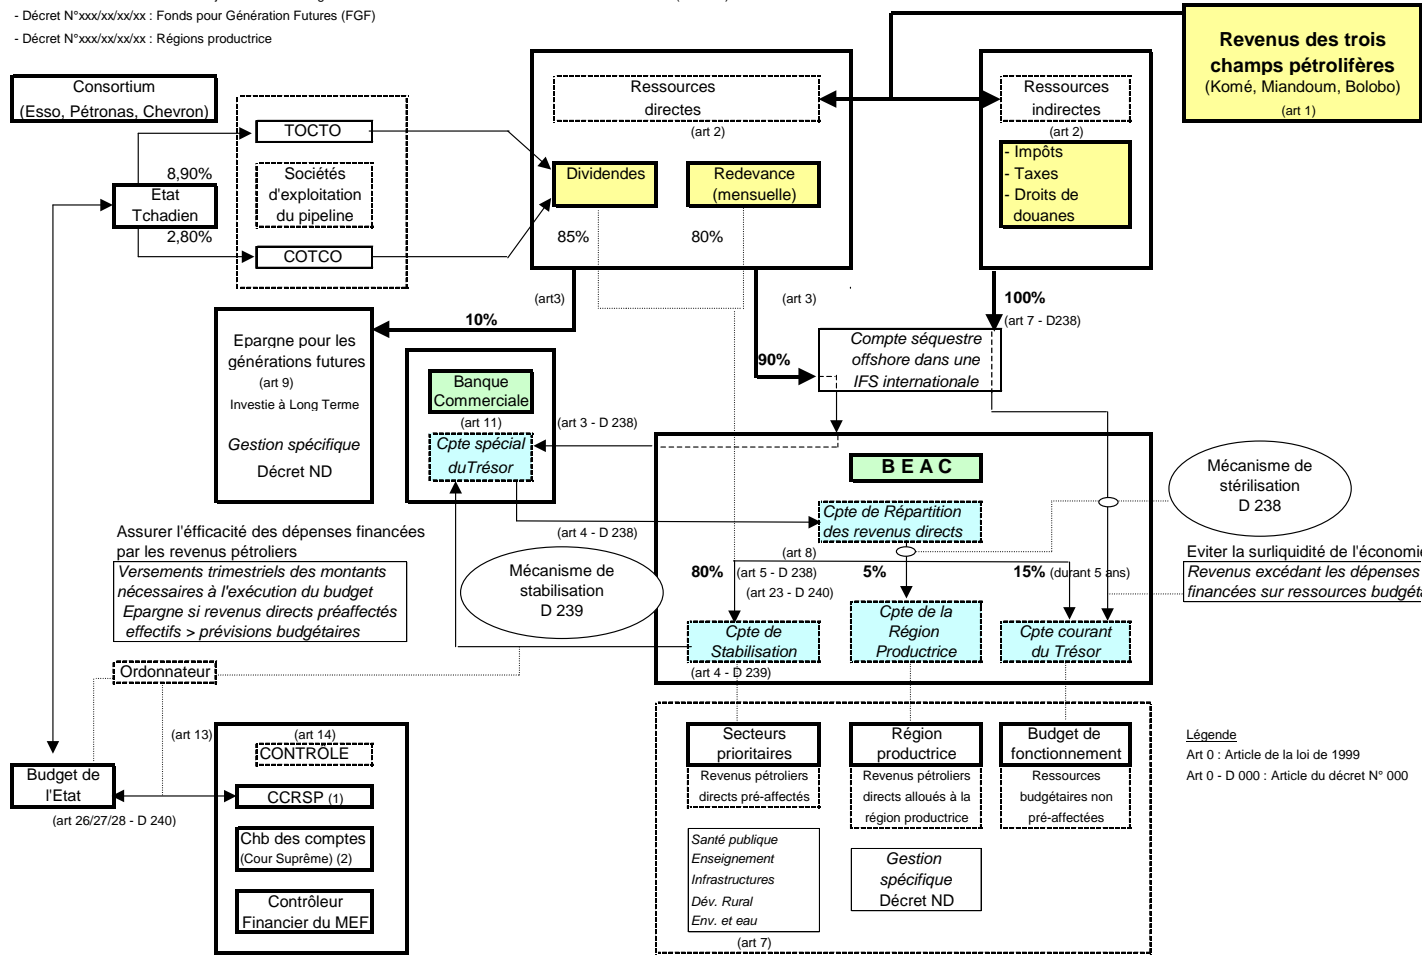 - Décret N°xxx/xx/xx/xx : Fonds pour Génération Futures (FGF)
- Décret N°xxx/xx/xx/xx : Régions productrice
Revenus des trois
champs pétrolifères
(Komé, Miandoum, Bolobo)
(art 1)
Consortium
(Esso, Pétronas, Chevron)
Ressources
directes
(art 2)
Ressources
indirectes
(art 2)
TOCTO
8,90%
Etat
Tchadien
2,80%
Sociétés
d'exploitation
du pipeline
COTCO
Dividendes
Redevance
(mensuelle)
85%
80%
- Impôts
- Taxes
- Droits de
douanes
(art3)
(art 3)
100%
(art 7 - D238)
10%
90%
Epargne pour les
générations futures
(art 9)
Investie à Long Terme
Gestion spécifique
Décret ND
Compte séquestre
offshore dans une
IFS internationale
Banque
Commerciale
(art 11)
(art 3 - D 238)
Cpte spécial
duTrésor
B E A C
Mécanisme de
stérilisation
D 238
Cpte de Répartition
des revenus directs
(art 4 - D 238)
Assurer l'éfficacité des dépenses financées
par les revenus pétroliers
Versements trimestriels des montants
nécessaires à l'exécution du budget
Epargne si revenus directs préaffectés
effectifs > prévisions budgétaires
Mécanisme de
stabilisation
D 239
(art 8)
80%
(art 5 - D 238)
5%
15% (durant 5 ans)
(art 23 - D 240)
Eviter la surliquidité de l'économie
Revenus excédant les dépenses
financées sur ressources budgéta
Cpte de
Stabilisation
Cpte de la
Région
Productrice
Cpte courant
du Trésor
(art 4 - D 239)
Ordonnateur
(art 13)
(art 14)
CONTRÔLE
Budget de
l'Etat
(art 26/27/28 - D 240)
CCRSP (1)
Chb des comptes
(Cour Suprême) (2)
Contrôleur
Financier du MEF
Secteurs
prioritaires
Revenus pétroliers
directs pré-affectés
Région
productrice
Revenus pétroliers
directs alloués à la
région productrice
Budget de
fonctionnement
Ressources
budgétaires non
pré-affectées
Santé publique
Enseignement
Infrastructures
Dév. Rural
Env. et eau
(art 7)
Gestion
spécifique
Décret ND
Légende
Art 0 : Article de la loi de 1999
Art 0 - D 000 : Article du décret N° 000